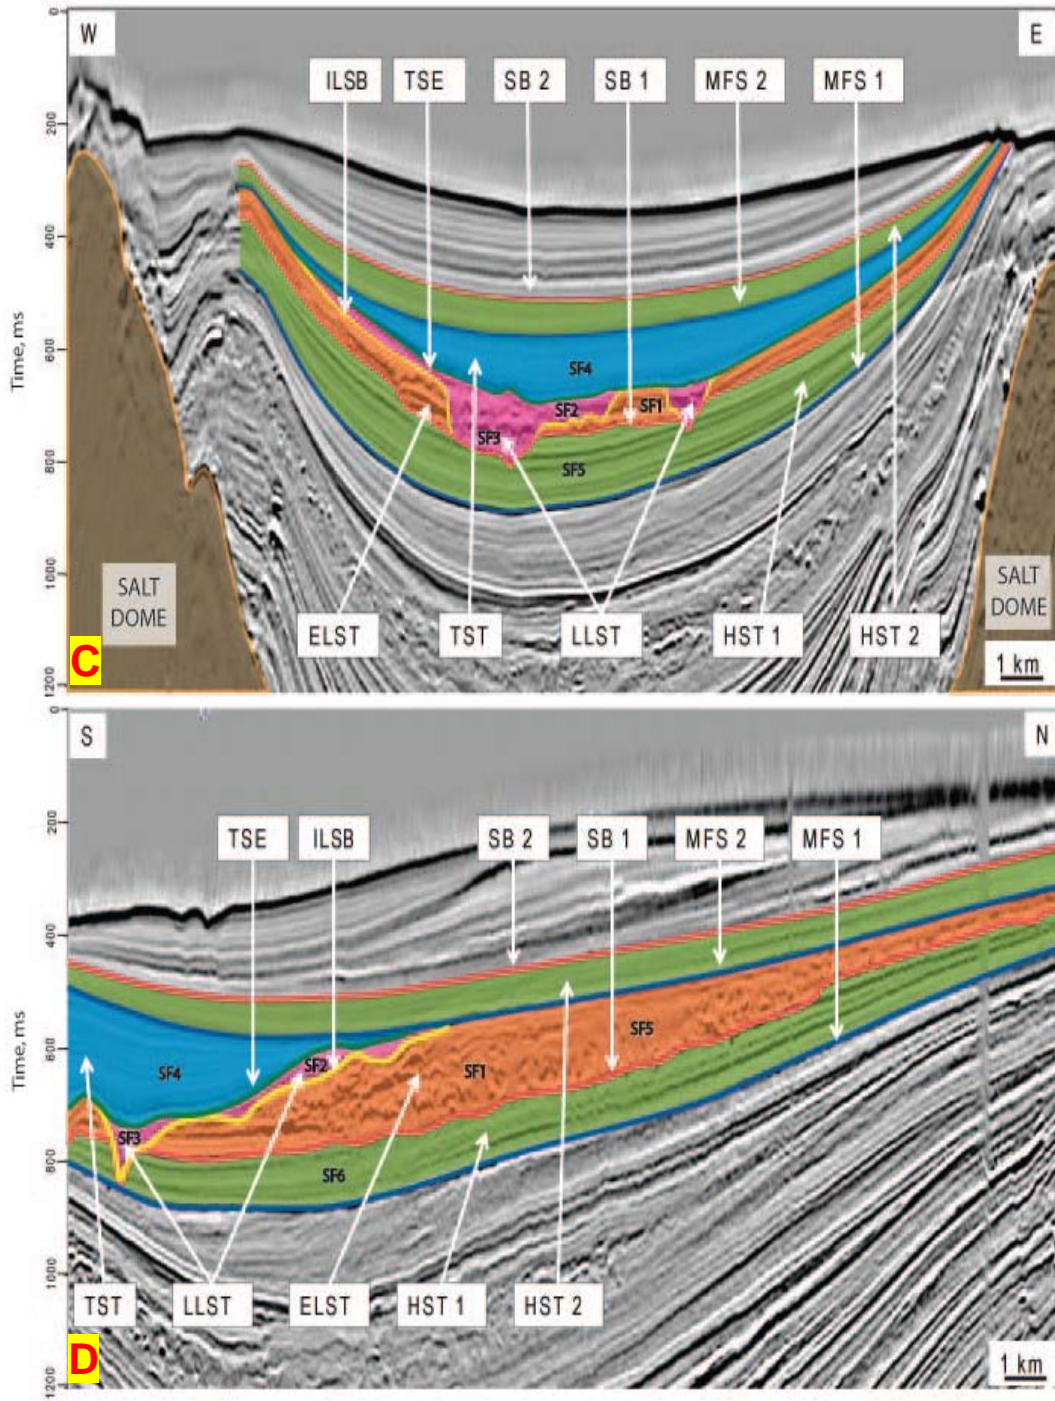 W
E
ILSB
TSE
SB 2
SB 1
MFS 2
MFS 1
0
200
400
600
800
1000
1200
Time, ms
SF4
SF2
SF1
SF3
SF5
SALT
DOME
SALT
DOME
ELST
TST
LLST
HST 1
HST 2
C
1 km
S
N
TSE
ILSB
SB 2
SB 1
MFS 2
MFS 1
0
200
400
600
800
1000
1200
Time, ms
SF5
SF2
SF4
SF1
SF3
SF6
TST
LLST
ELST
HST 1
HST 2
D
1 km